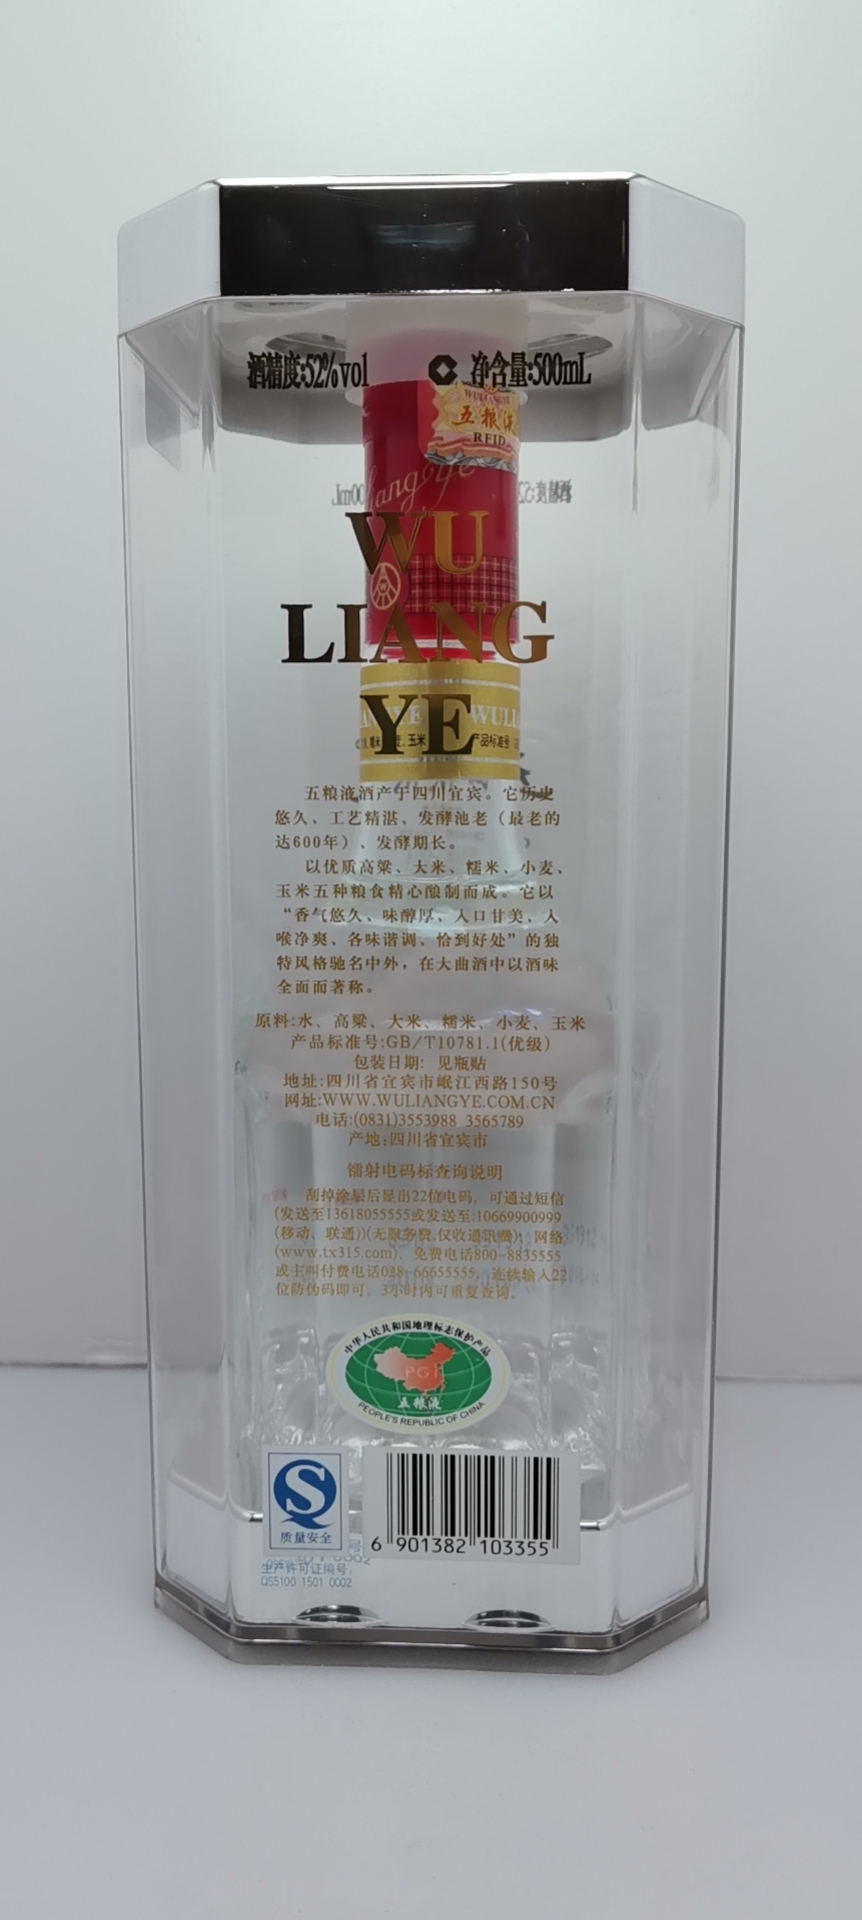 酒精度:52%vol 净含量:500mL
WULIANGYE
五粮液
RFID
WU
LIANG
YE
WULIA
糯米
玉米
产品标准号
五粮液酒产于四川宜宾。它历史
悠久、工艺精湛、发酵池老（最老的
达600年）、发酵期长。
以优质高粱、大米、糯米、小麦、
玉米五种粮食精心酿制而成。它以
“香气悠久、味醇厚、入口甘美、入
喉净爽、各味谐调、恰到好处”的独
特风格驰名中外，在大曲酒中以酒味
全面而著称。
原料:水、高粱、大米、糯米、小麦、玉米
产品标准号:GB/T10781.1(优级)
包装日期: 见瓶贴
地址:四川省宜宾市岷江西路150号
网址:WWW.WULIANGYE.COM.CN
电话:(0831)3553988 3565789
产地:四川省宜宾市
镭射电码标查询说明
刮掉涂层后显出22位电码，可通过短信
(发送至13618055555或发送至:10669900999
(移动、联通))(无服务费,仅收通讯费)；网络
(www.tx315.com)、免费电话800-8835555
或主叫付费电话028-66655555，连续输入22
位防伪码即可，3小时内可重复查询。
中华人民共和国地理标志保护产品
PGI
五粮液
PEOPLE'S REPUBLIC OF CHINA
质量安全
6 901382 103355
生产许可证编号:
QS5100 1501 0002